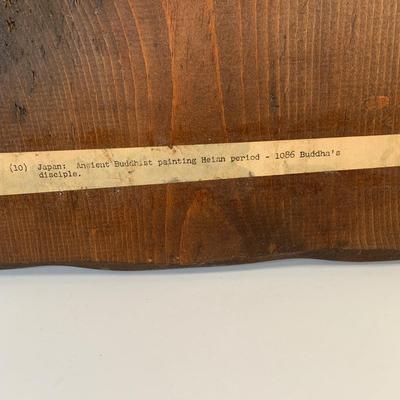 (10) Japan: Ancient Buddhist painting Heian period - 1086 Buddha's
disciple.